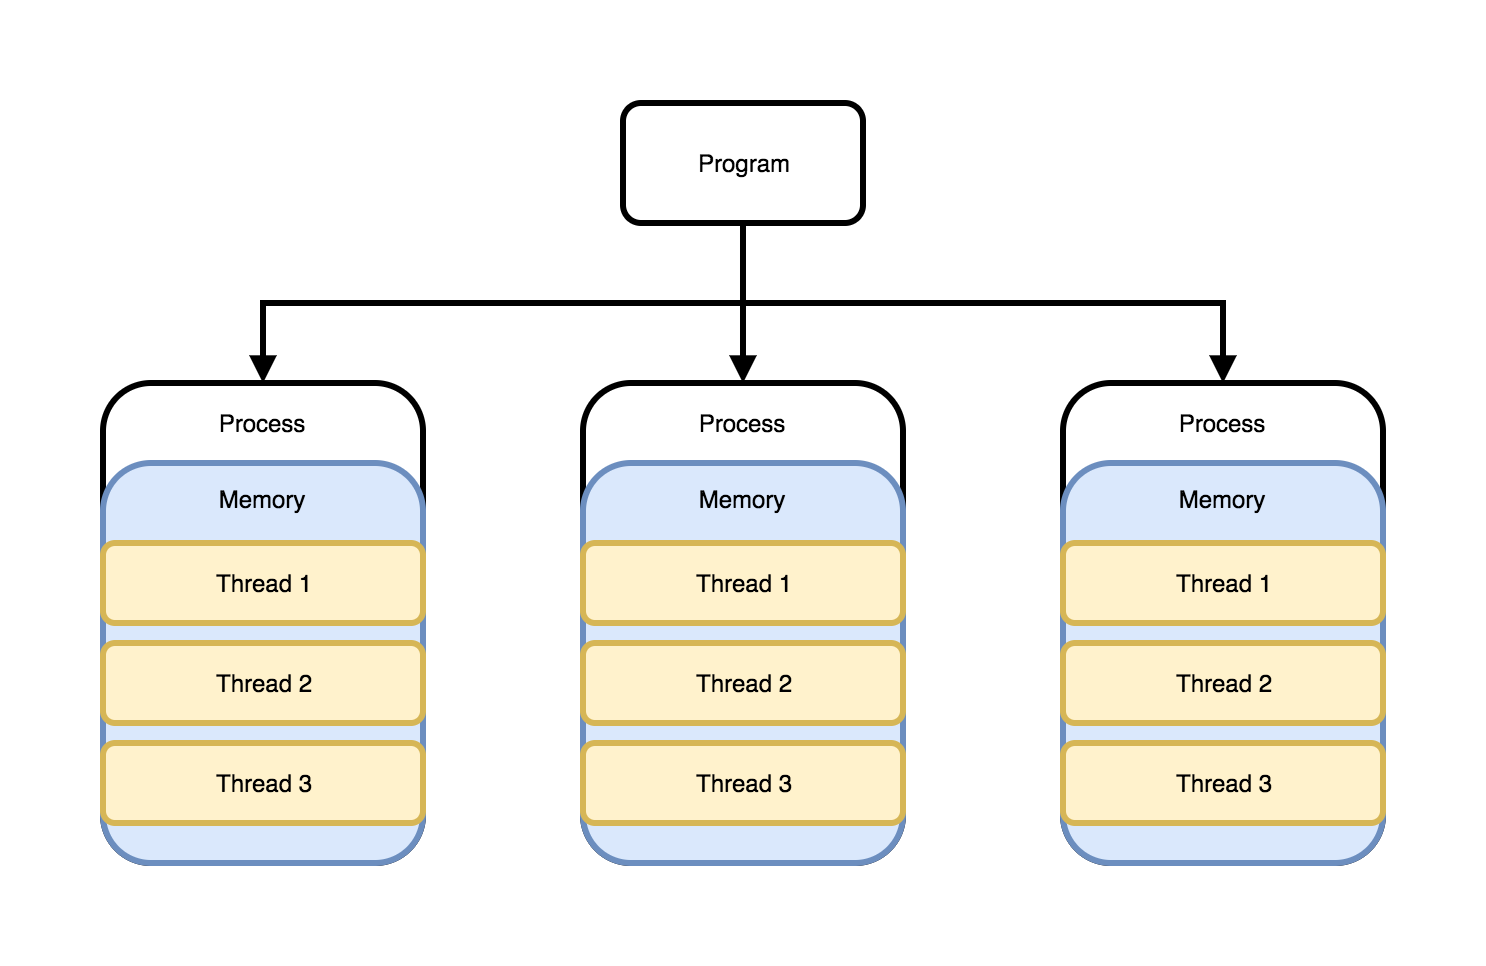 Program
Process
Memory
Thread 1
Thread 2
Thread 3
Process
Memory
Thread 1
Thread 2
Thread 3
Process
Memory
Thread 1
Thread 2
Thread 3